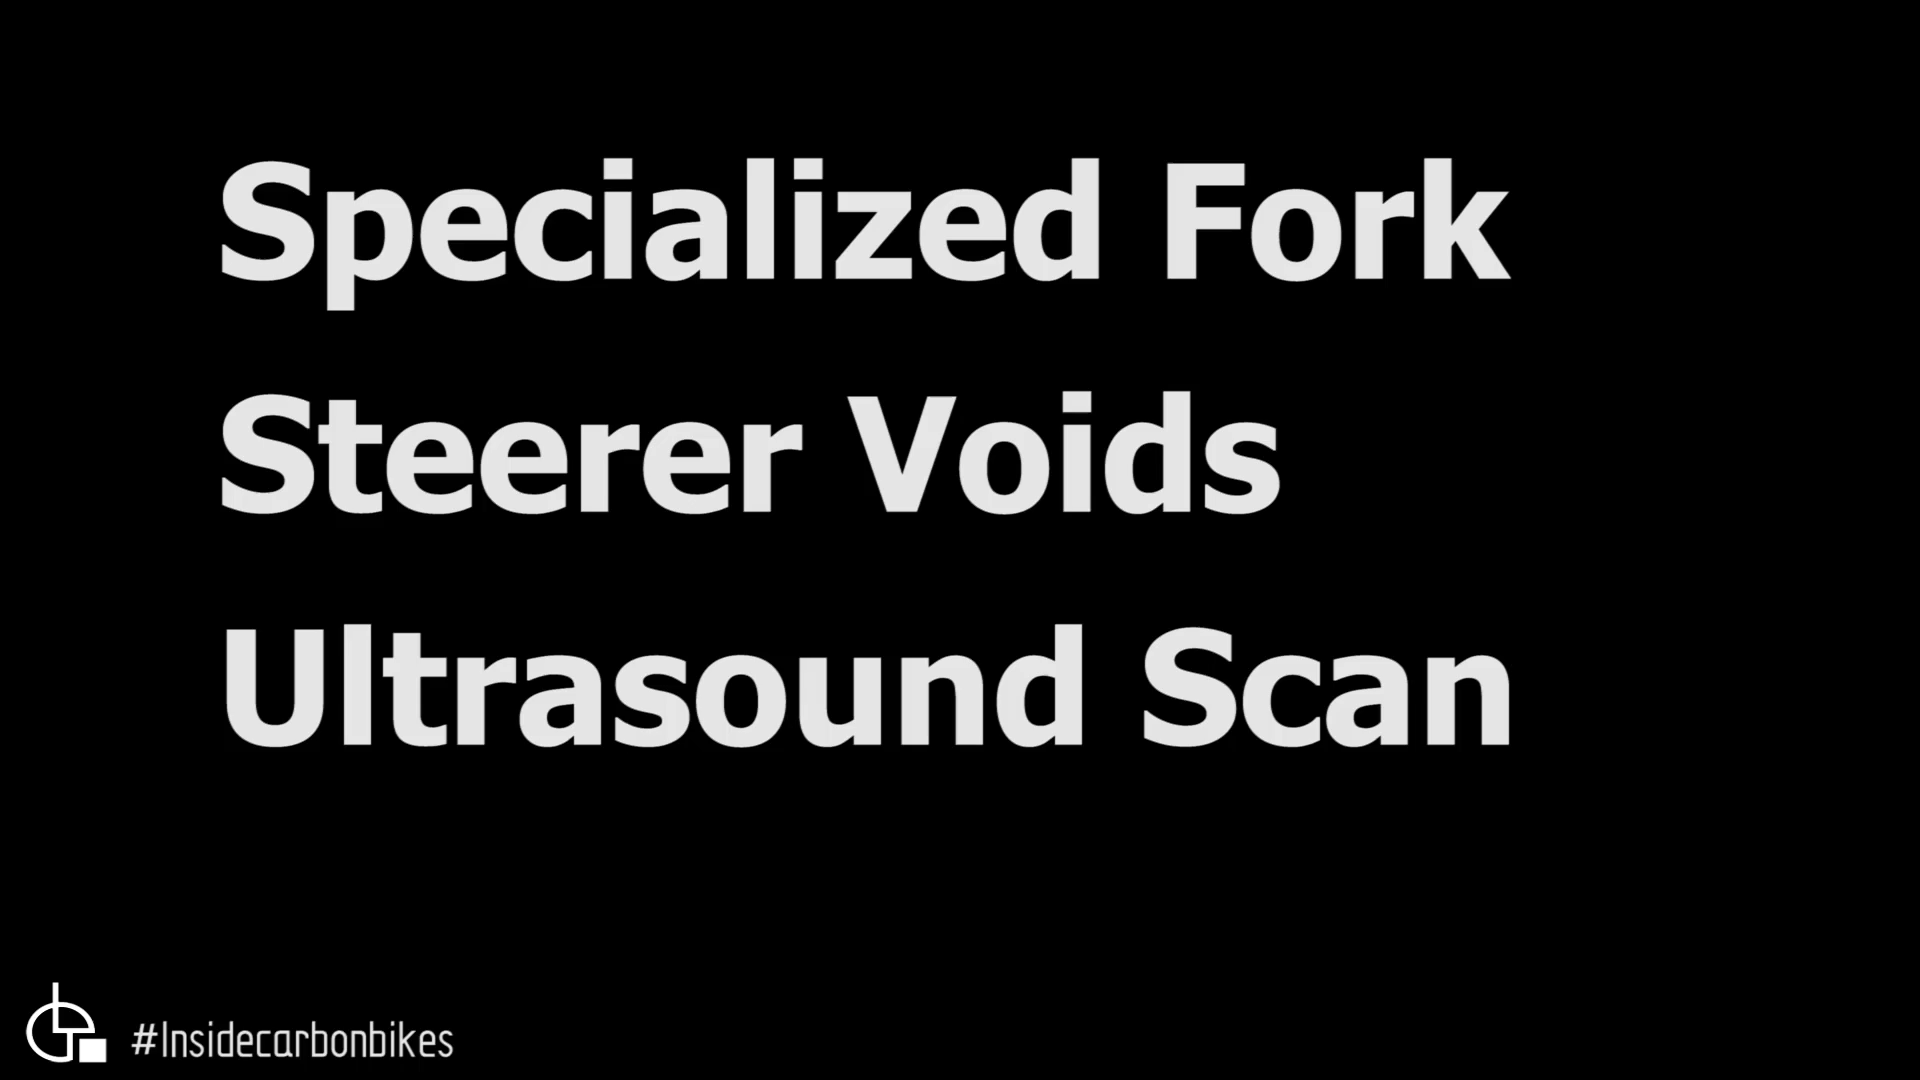 Specialized Fork
Steerer Voids
Ultrasound Scan
#Insidecarbonbikes